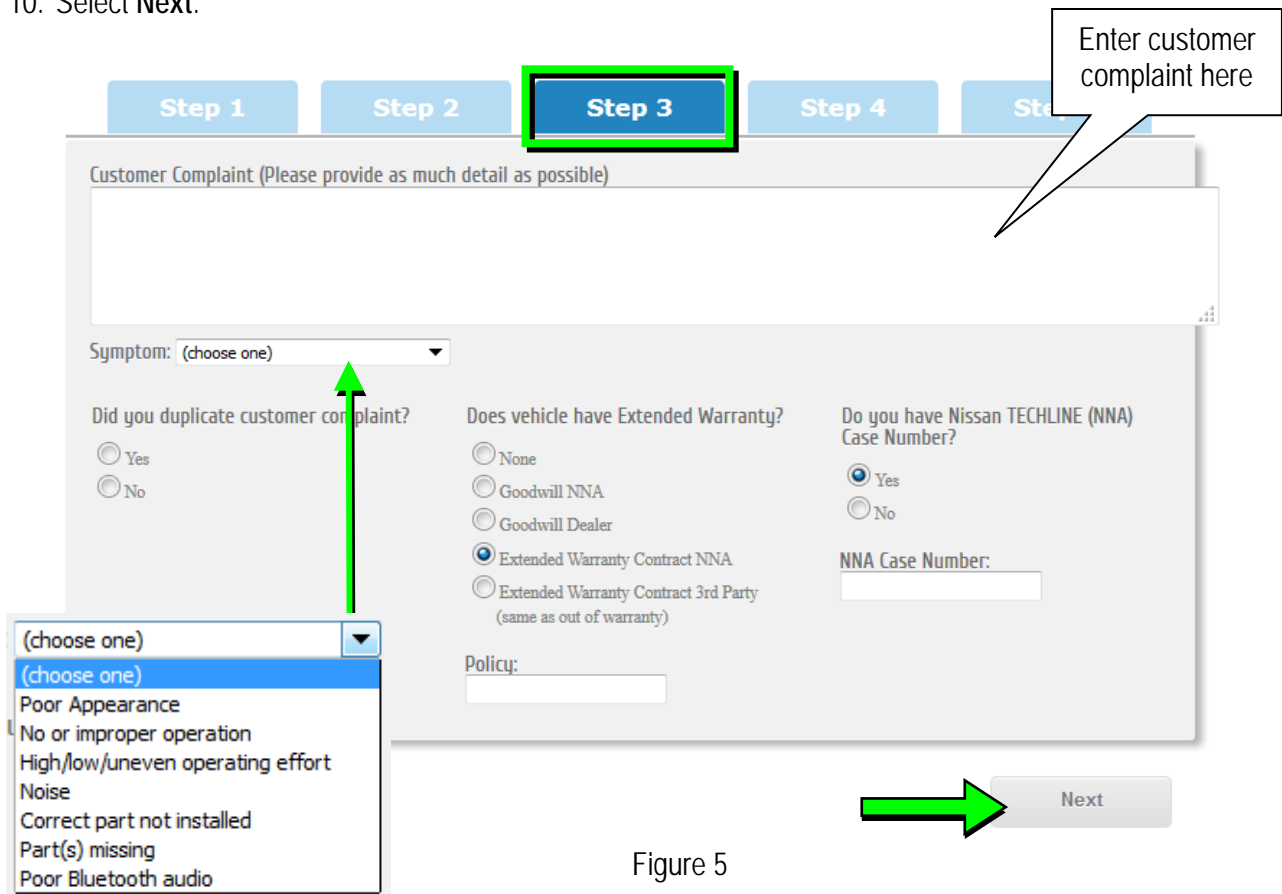 10. Select Next.
Enter customer
complaint here
Step 1 Step 2 Step 3 Step 4
Customer Complaint (Please provide as much detail as possible)
Symptom: (choose one)
Did you duplicate customer complaint?
Yes
No
Does vehicle have Extended Warranty?
None
Goodwill NNA
Goodwill Dealer
Extended Warranty Contract NNA
Extended Warranty Contract 3rd Party
(same as out of warranty)
Policy:
Do you have Nissan TECHLINE (NNA)
Case Number?
Yes
No
NNA Case Number:
(choose one)
(choose one)
Poor Appearance
No or improper operation
High/low/uneven operating effort
Noise
Correct part not installed
Part(s) missing
Poor Bluetooth audio
Next
Figure 5